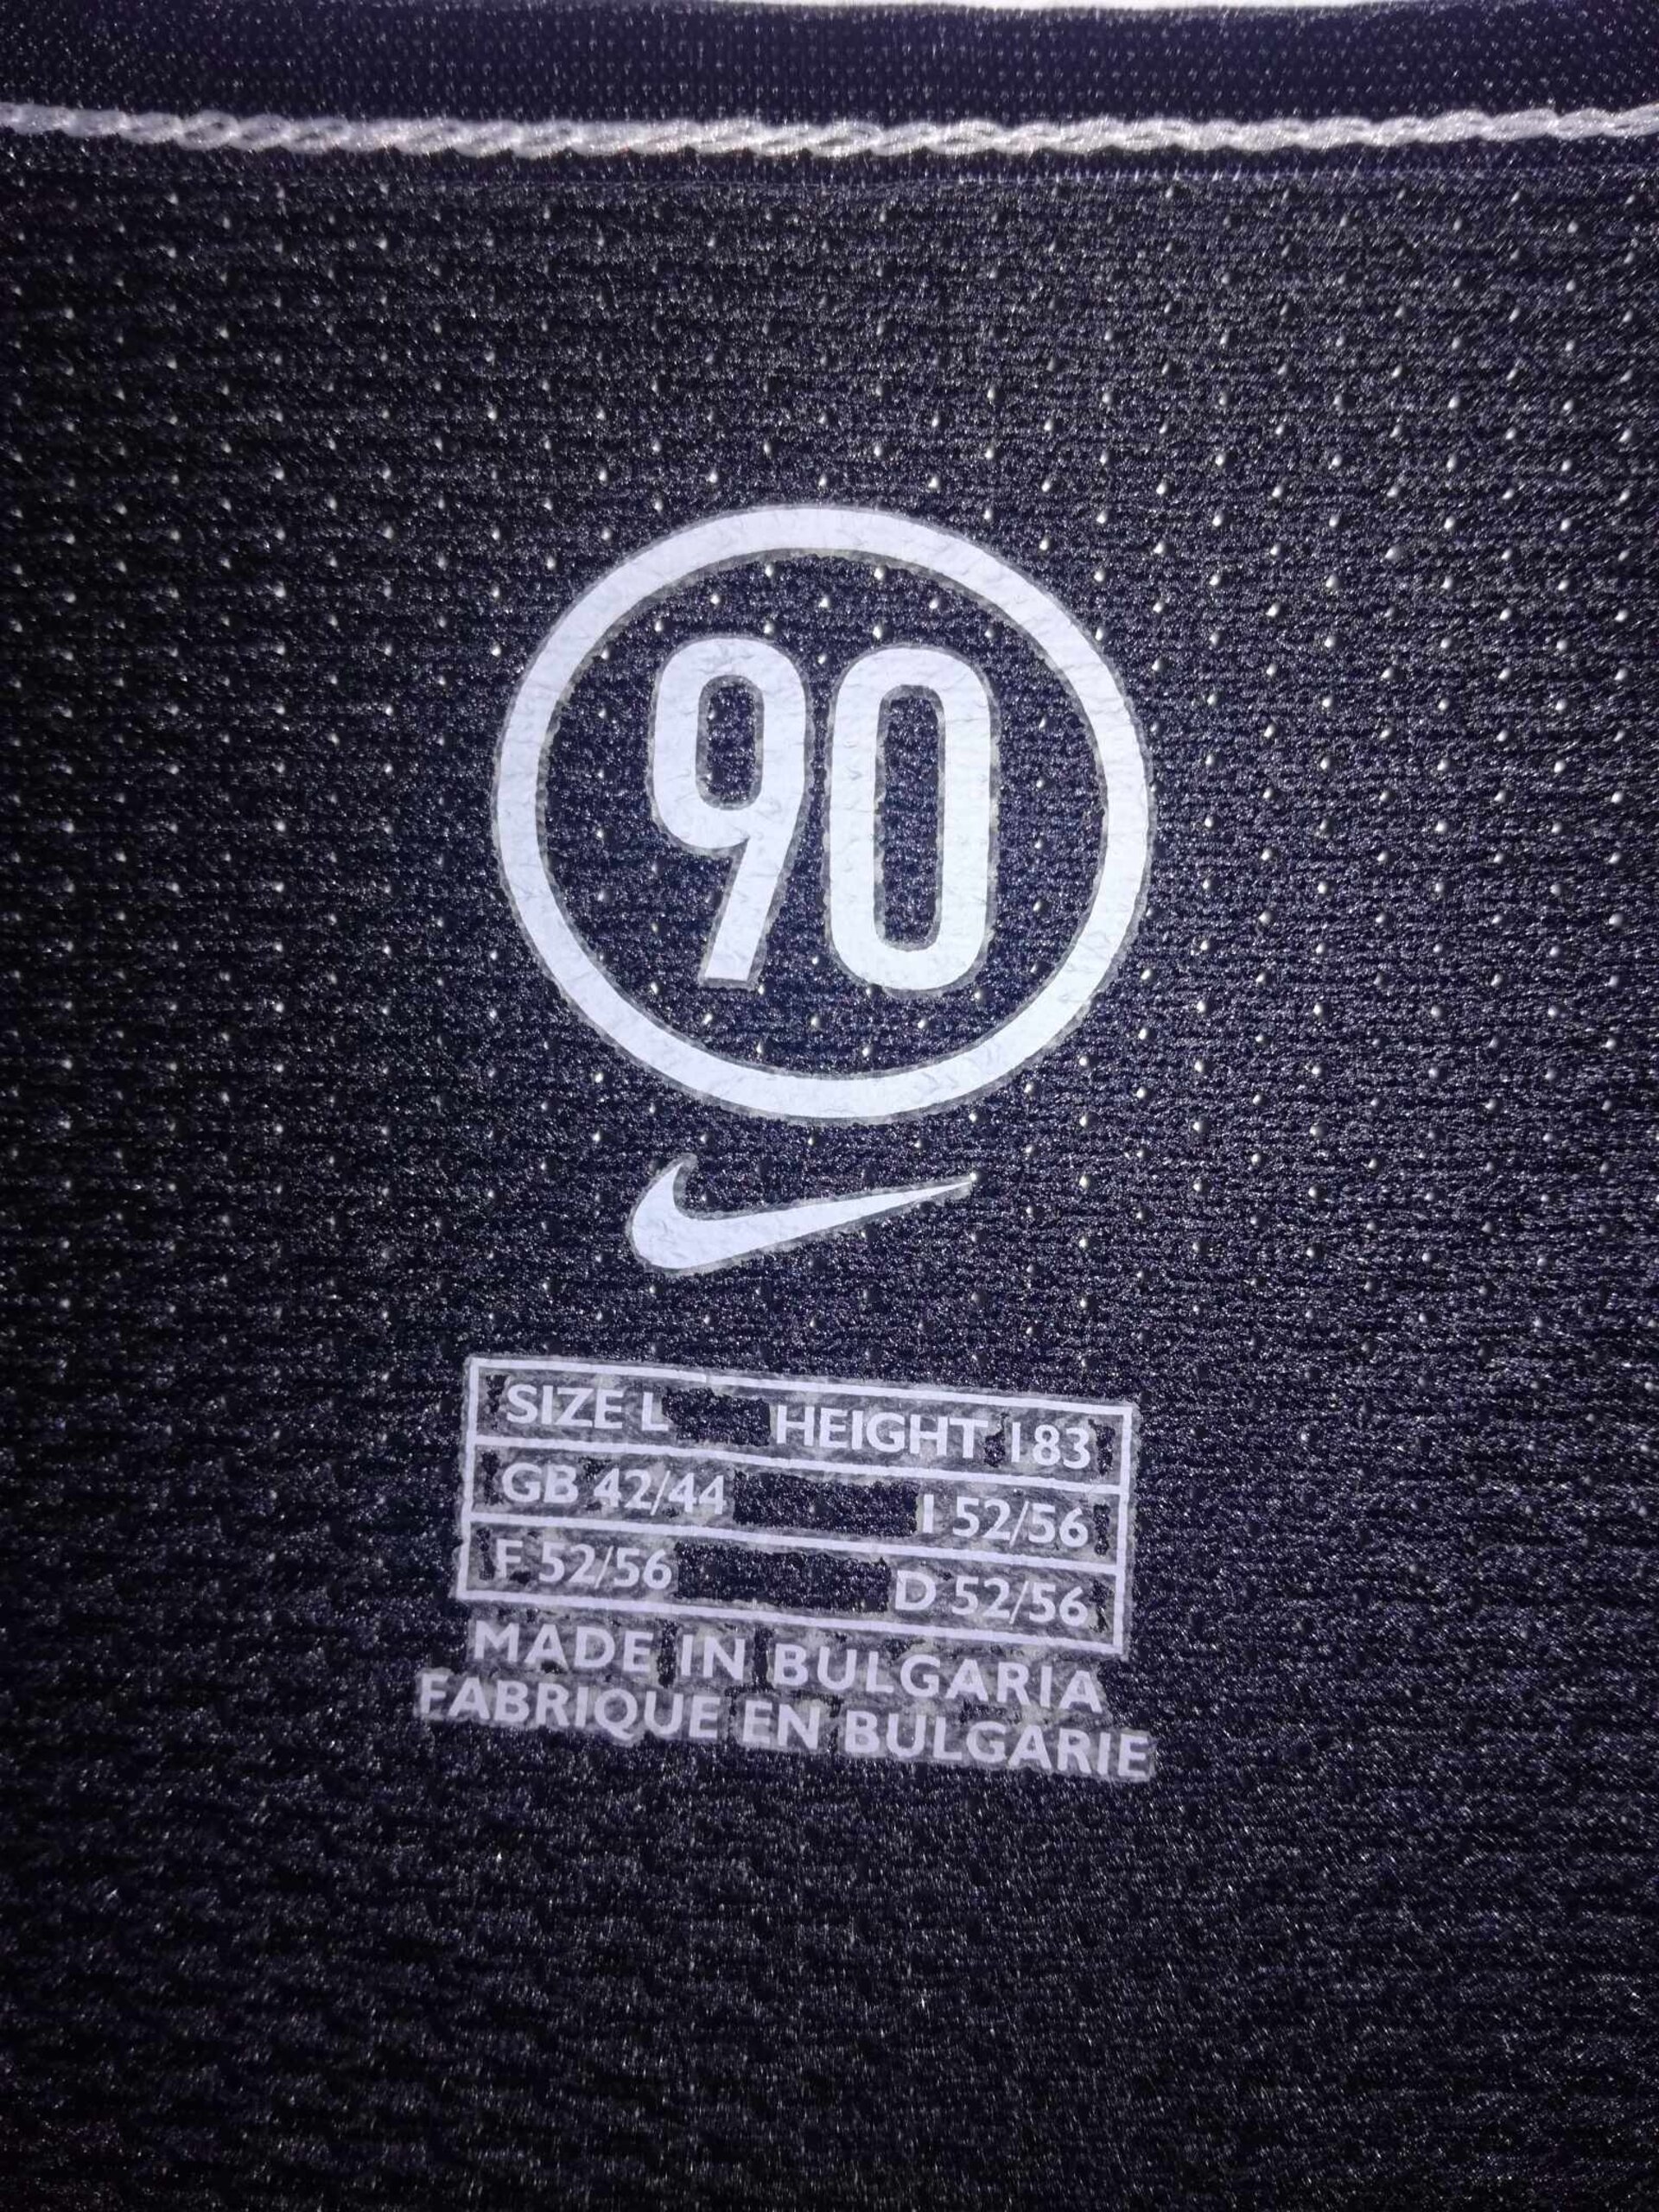 90
SIZE L HEIGHT 183
GB 42/44 I 52/56
F 52/56 D 52/56
MADE IN BULGARIA
FABRIQUE EN BULGARIE